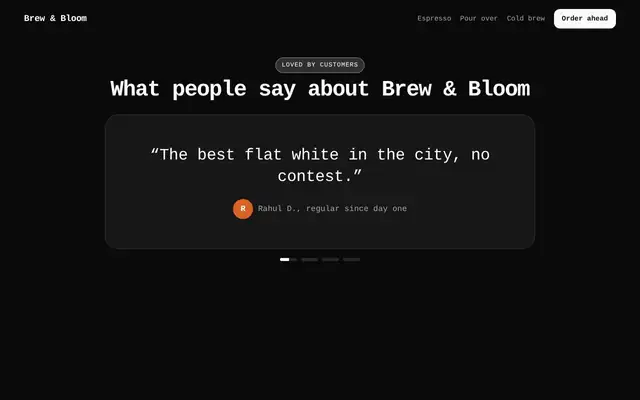 Brew & Bloom
Espresso Pour over Cold brew Order ahead
LOVED BY CUSTOMERS
What people say about Brew & Bloom
“The best flat white in the city, no
contest.”
R Rahul D., regular since day one